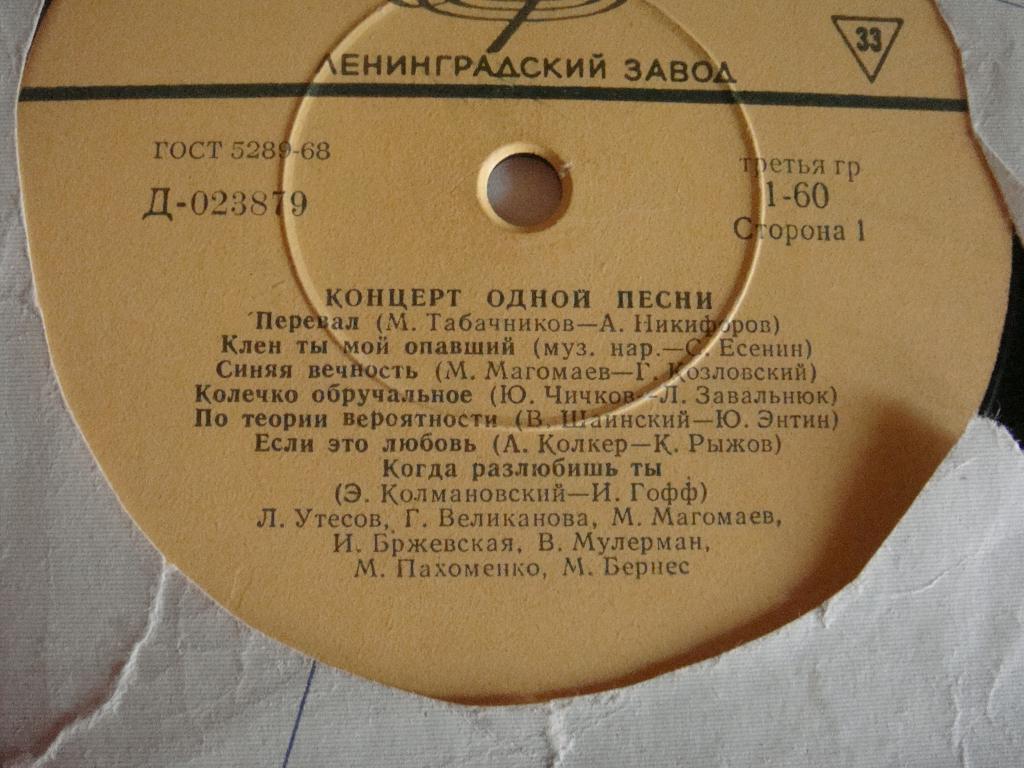 ЛЕНИНГРАДСКИЙ ЗАВОД
33
ГОСТ 5289-68
Д-023879
третья гр
1-60
Сторона 1
КОНЦЕРТ ОДНОЙ ПЕСНИ
Перевал (М. Табачников—А. Никифоров)
Клен ты мой опавший (муз. нар.—С. Есенин)
Синяя вечность (М. Магомаев—Г. Козловский)
Колечко обручальное (Ю. Чичков—Л. Завальнюк)
По теории вероятности (В. Шаинский—Ю. Энтин)
Если это любовь (А. Колкер—К. Рыжов)
Когда разлюбишь ты
(Э. Колмановский—И. Гофф)
Л. Утесов, Г. Великанова, М. Магомаев,
И. Бржевская, В. Мулерман,
М. Пахоменко, М. Бернес